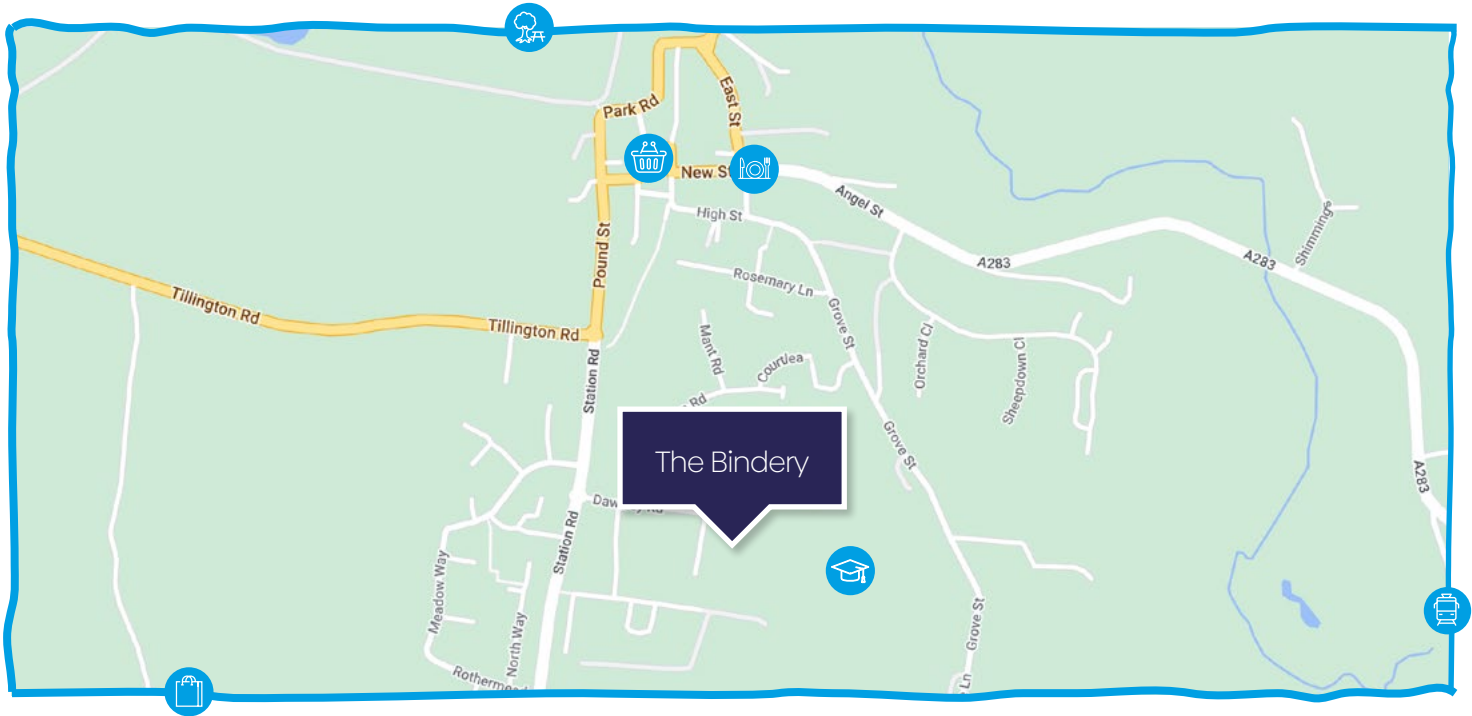 Park Rd
East St
New S
Angel St
High St
Pound St
A283
A283
Shimmings
Rosemary Ln
Tillington Rd
Tillington Rd
Grove St
Mant Rd
Orchard Cl
Sheepdown Cl
Courtlea
Station Rd
Rd
Grove St
The Bindery
A283
Station Rd
Meadow Way
North Way
Grove St
Ln